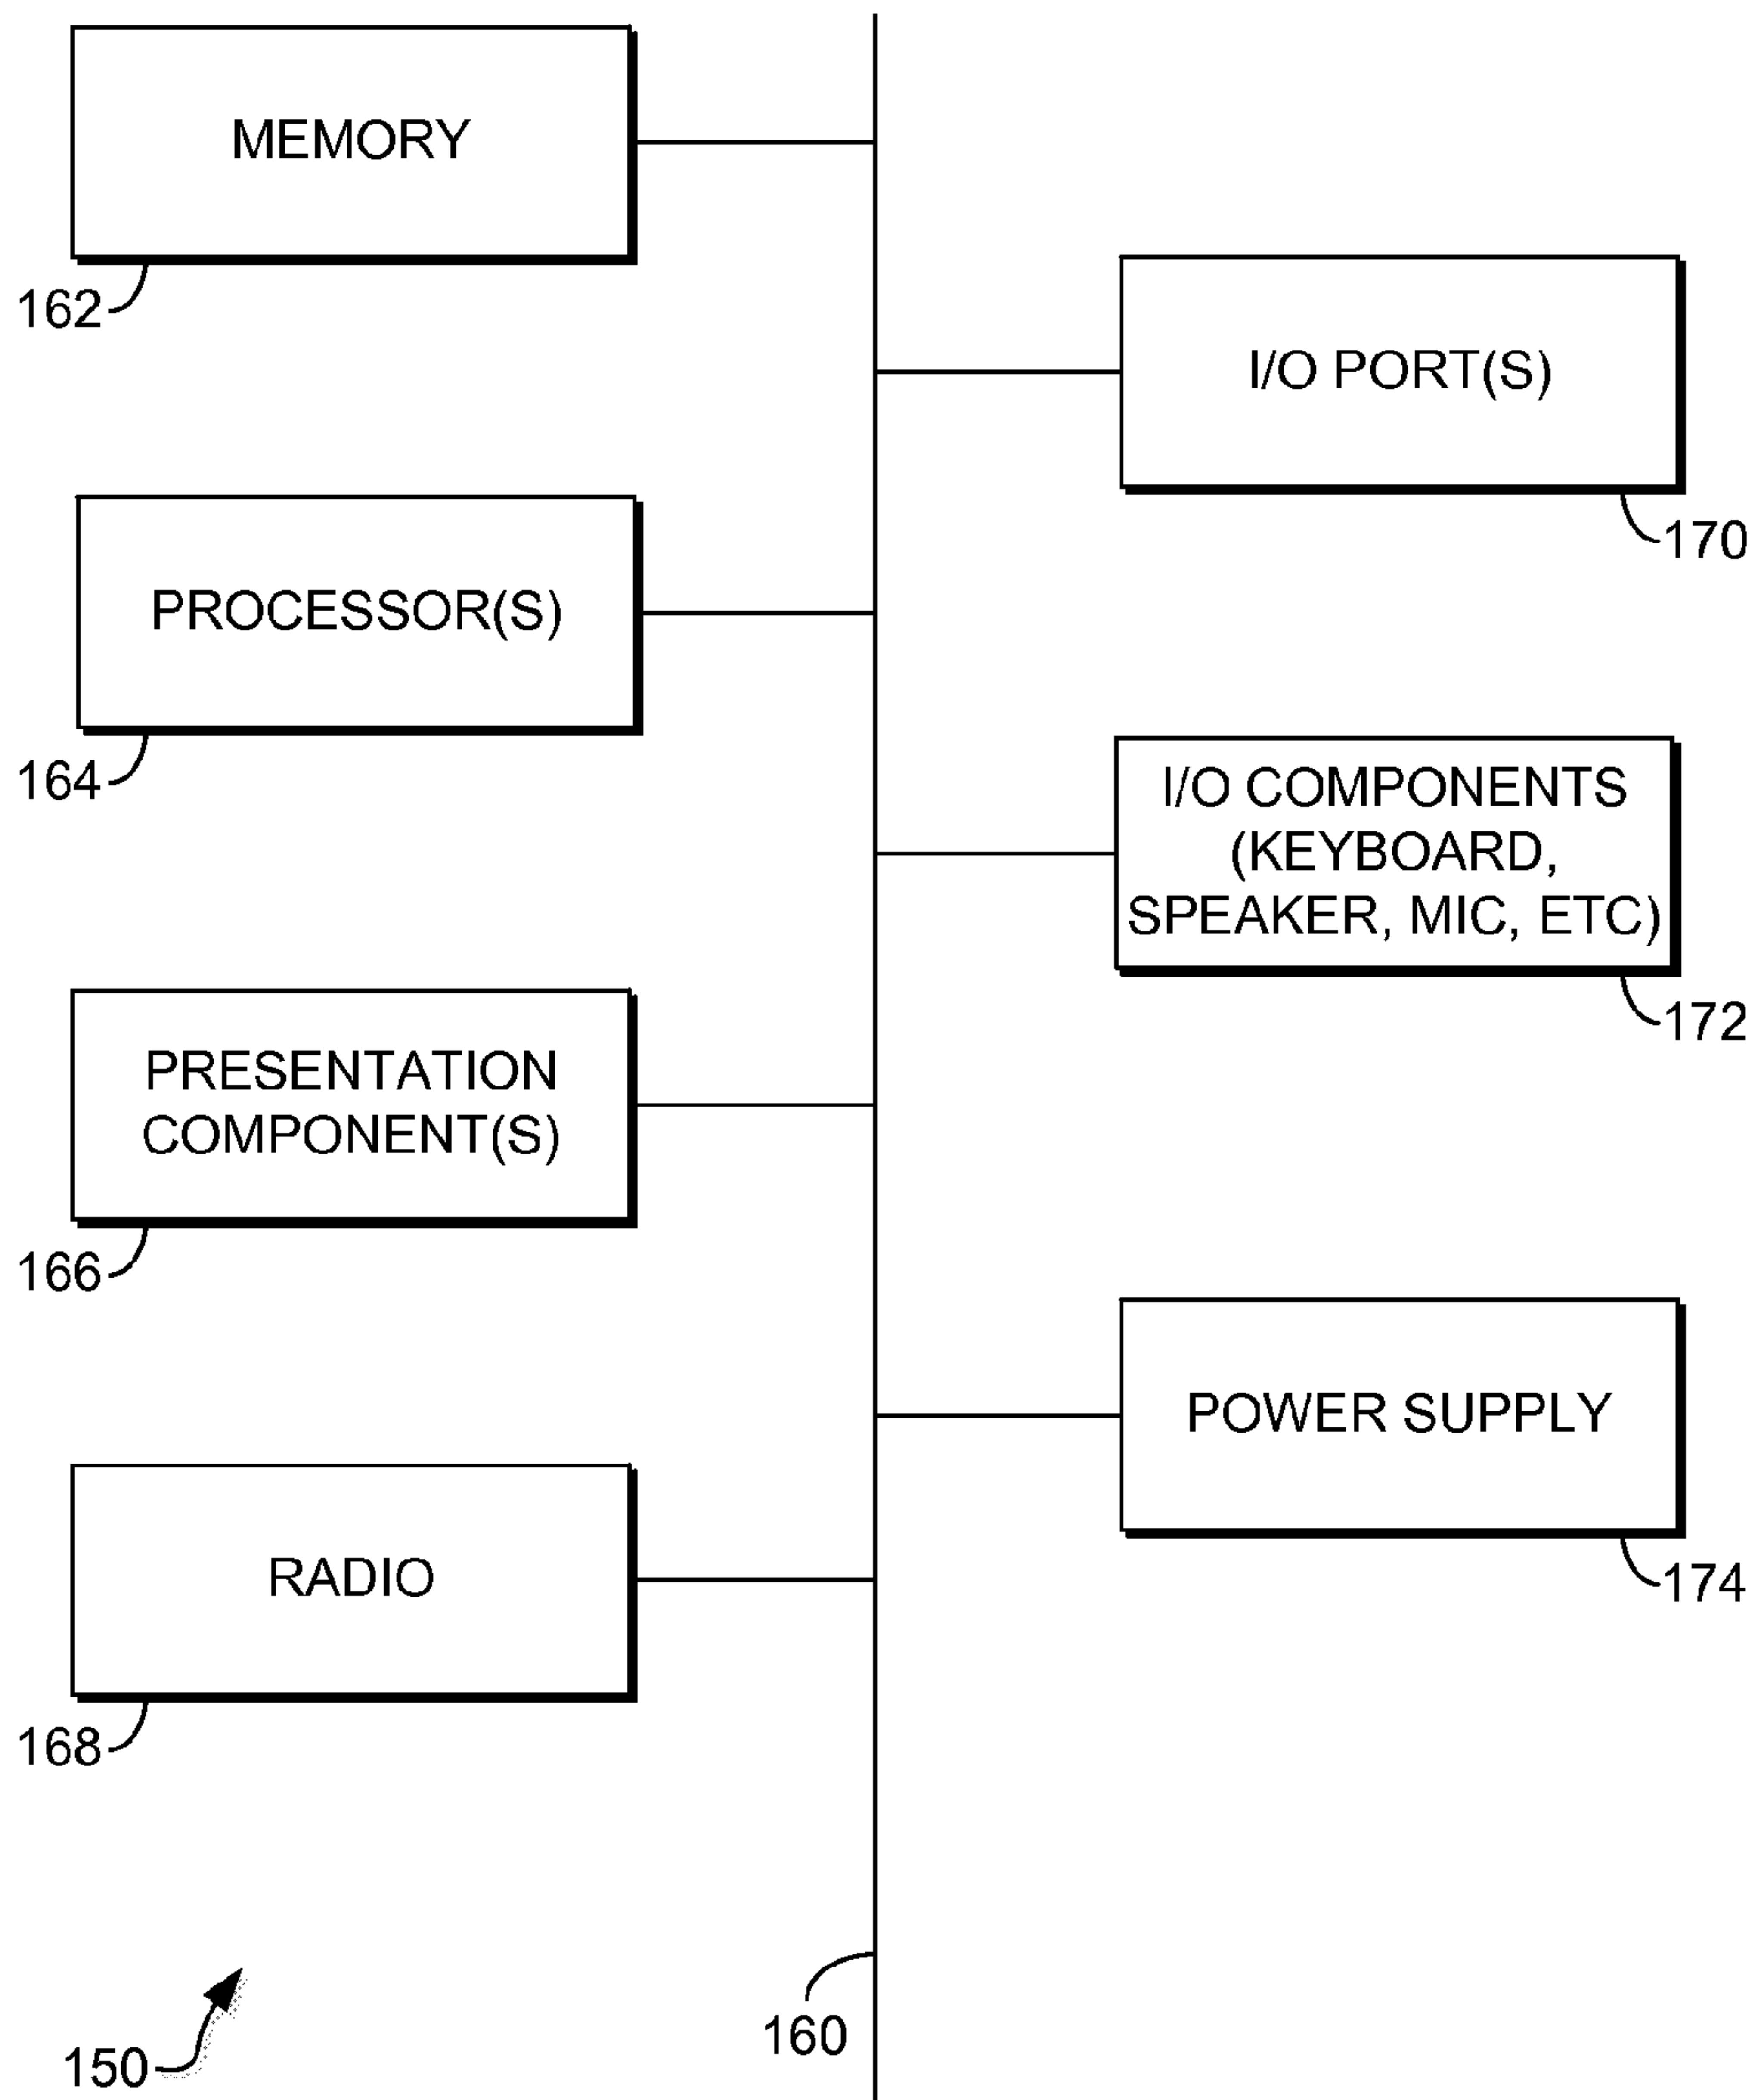 MEMORY
162
I/O PORT(S)
170
PROCESSOR(S)
164
I/O COMPONENTS
(KEYBOARD,
SPEAKER, MIC, ETC)
172
PRESENTATION
COMPONENT(S)
166
POWER SUPPLY
174
RADIO
168
160
150